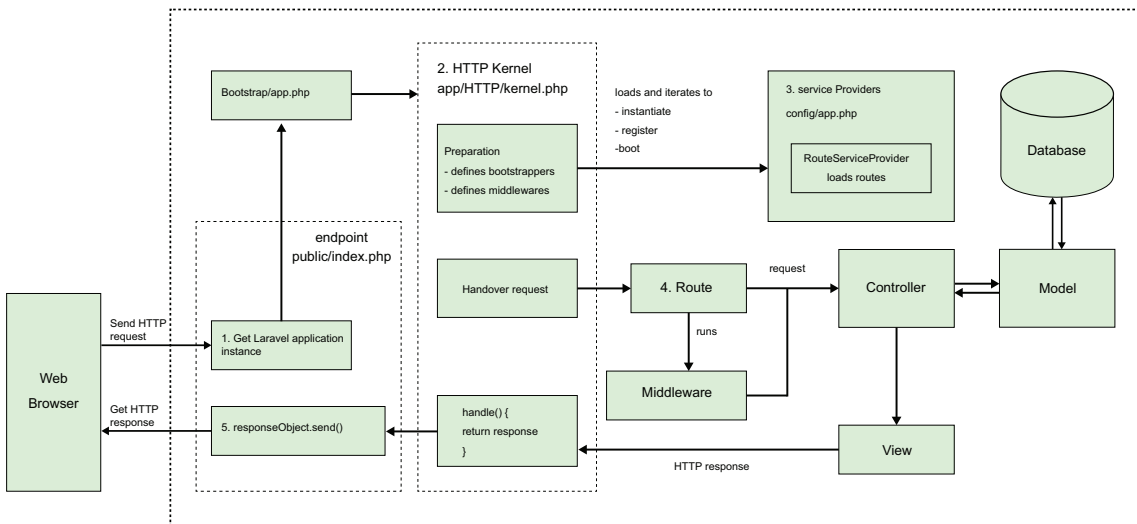 Web
Browser
Send HTTP
request
Get HTTP
response
endpoint
public/index.php
1. Get Laravel application
instance
5. responseObject.send()
Bootstrap/app.php
2. HTTP Kernel
app/HTTP/kernel.php
Preparation
- defines bootstrappers
- defines middlewares
Handover request
handle() {
return response
}
loads and iterates to
- instantiate
- register
-boot
3. service Providers
config/app.php
RouteServiceProvider
loads routes
4. Route
runs
Middleware
request
Controller
Model
Database
View
HTTP response